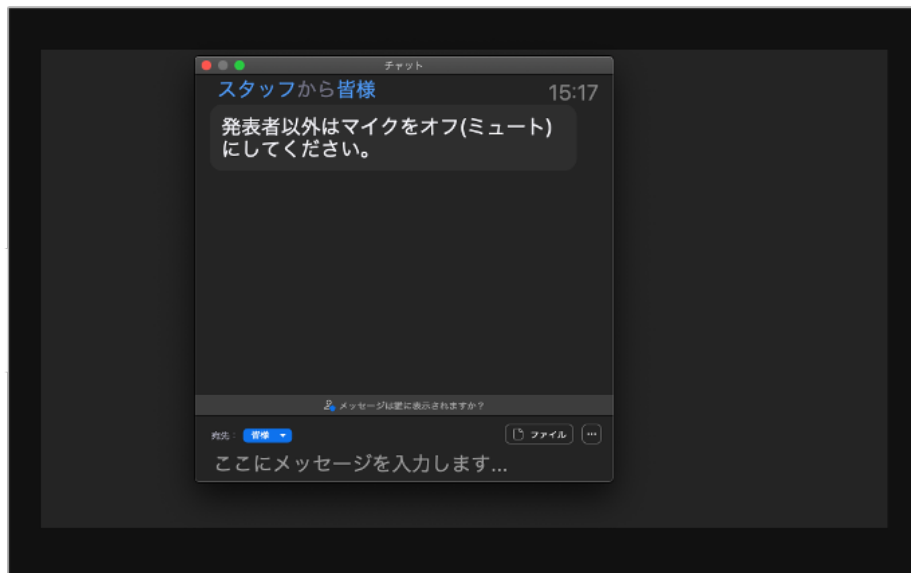 チャット
スタッフから皆様
15:17
発表者以外はマイクをオフ(ミュート)
にしてください。
メッセージは誰に表示されますか？
宛先：
皆様
ファイル
ここにメッセージを入力します...